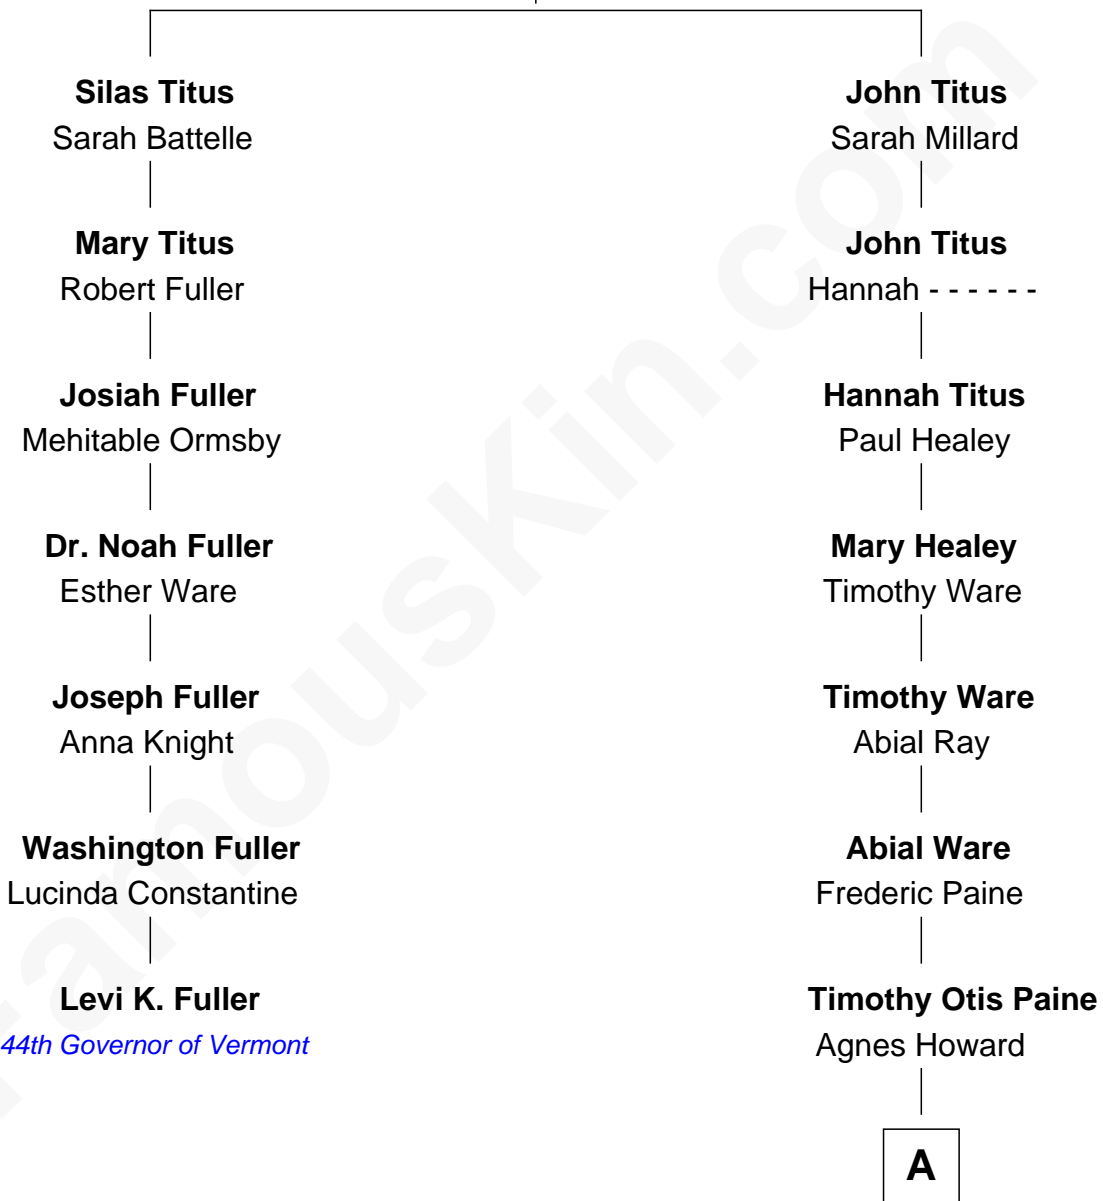 Silas Titus
Sarah Battelle
Mary Titus
Robert Fuller
Josiah Fuller
Mehitable Ormsby
Dr. Noah Fuller
Esther Ware
Joseph Fuller
Anna Knight
Washington Fuller
Lucinda Constantine
Levi K. Fuller
44th Governor of Vermont
John Titus
Sarah Millard
John Titus
Hannah - - - - - -
Hannah Titus
Paul Healey
Mary Healey
Timothy Ware
Timothy Ware
Abial Ray
Abial Ware
Frederic Paine
Timothy Otis Paine
Agnes Howard
A
FamousKin.com